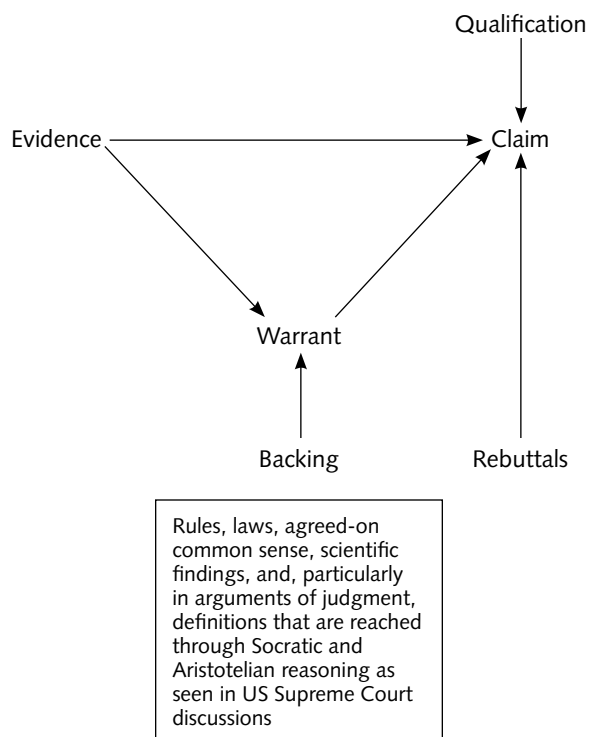 Qualification
Evidence
Claim
Warrant
Backing
Rebuttals
Rules, laws, agreed-on
common sense, scientific
findings, and, particularly
in arguments of judgment,
definitions that are reached
through Socratic and
Aristotelian reasoning as
seen in US Supreme Court
discussions